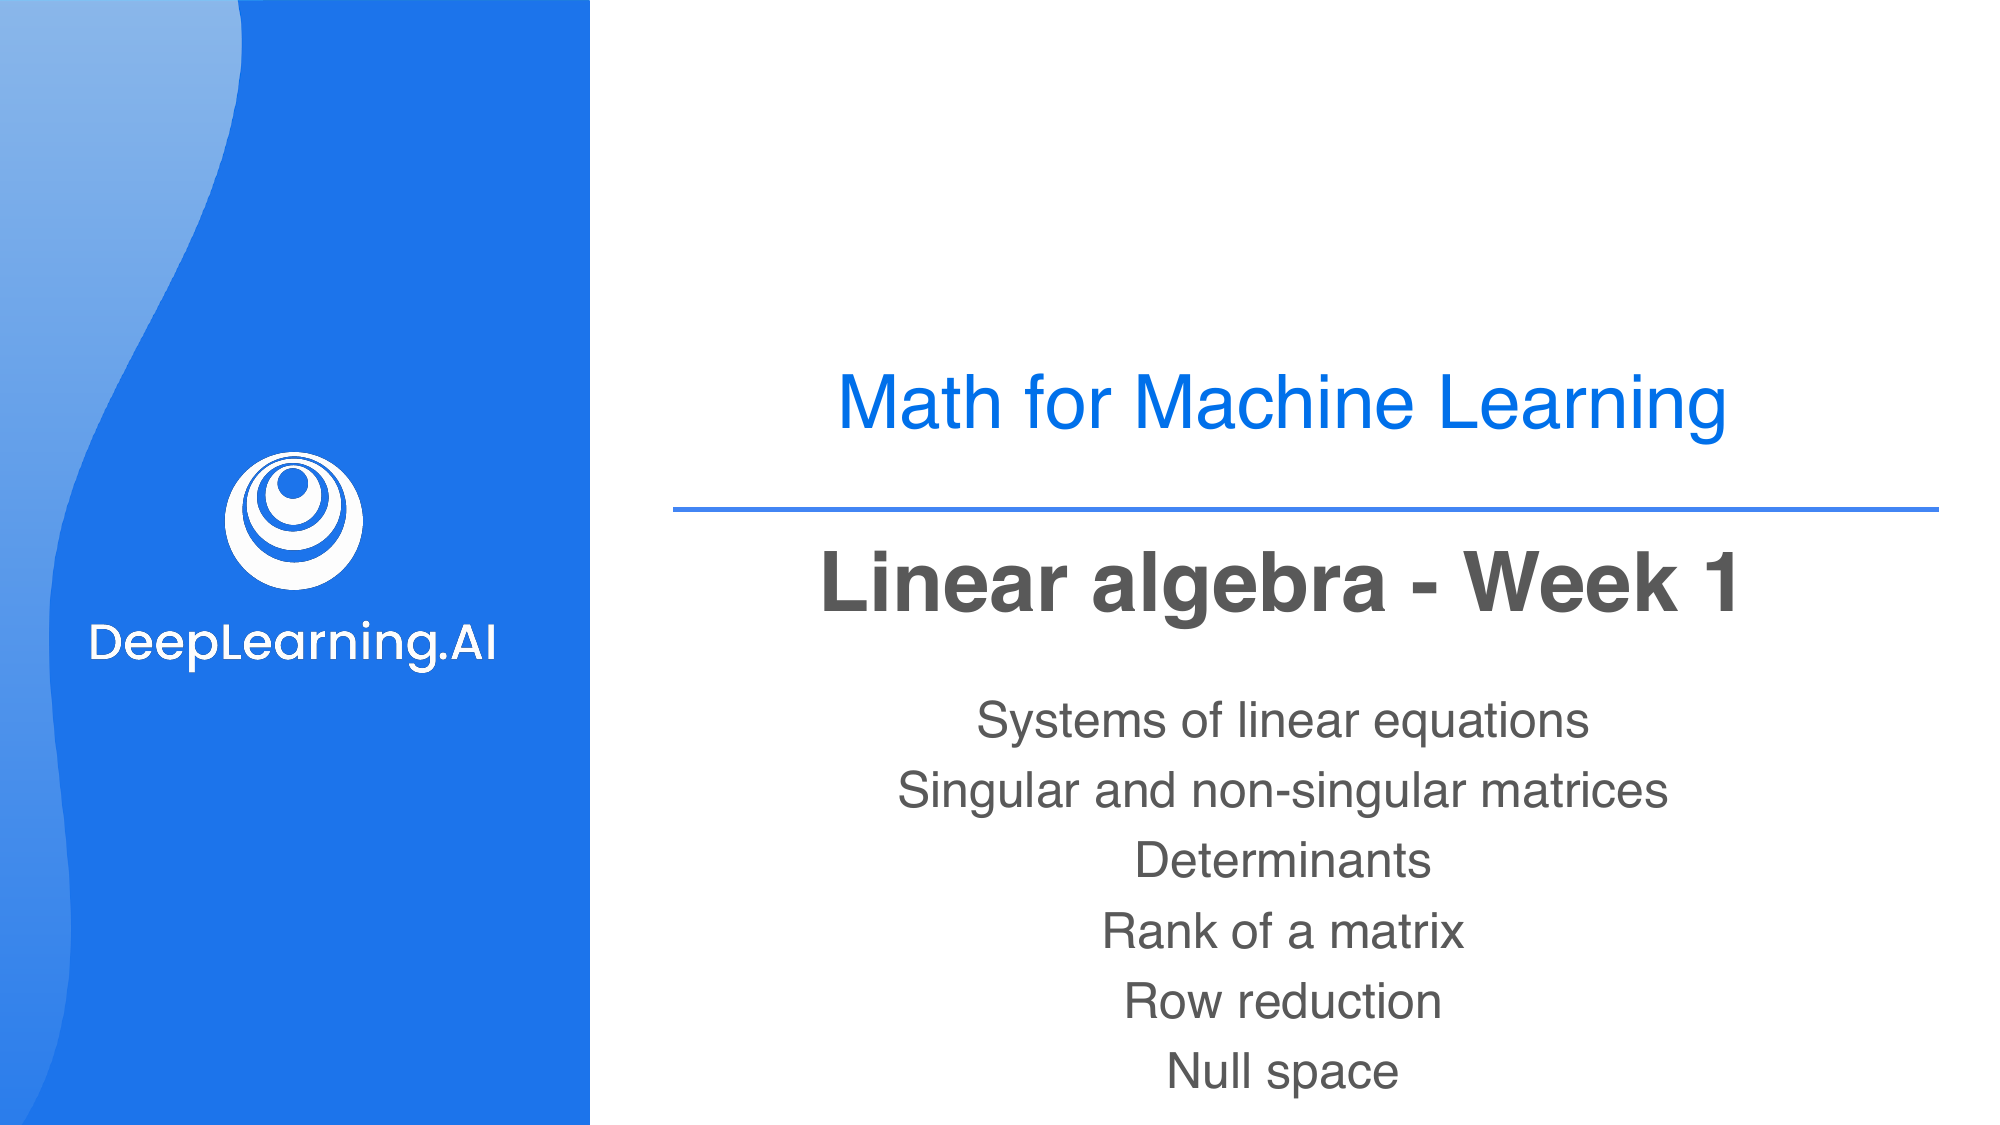 DeepLearning.AI
Math for Machine Learning
Linear algebra - Week 1
Systems of linear equations
Singular and non-singular matrices
Determinants
Rank of a matrix
Row reduction
Null space